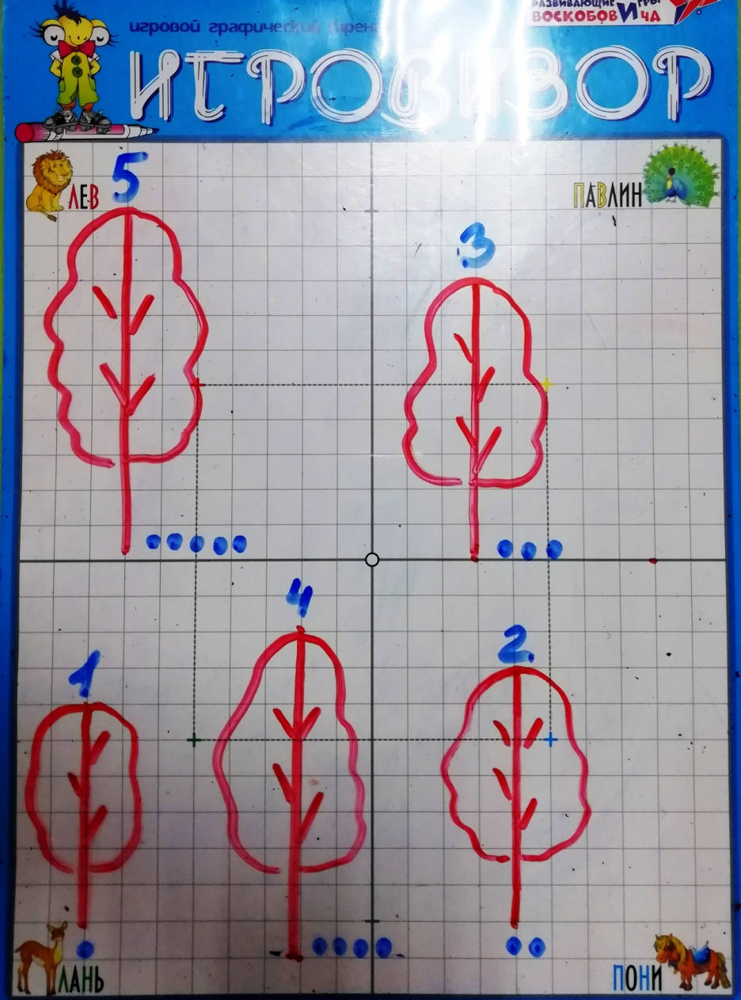 РАЗВИВАЮЩИЕ ИГРЫ
ВОСКОБОВИЧА
игровой графический
ИГРОВИЗОР
ЛЕВ
5
ПАВЛИН
3
4
2
1
ЛАНЬ
ПОНИ